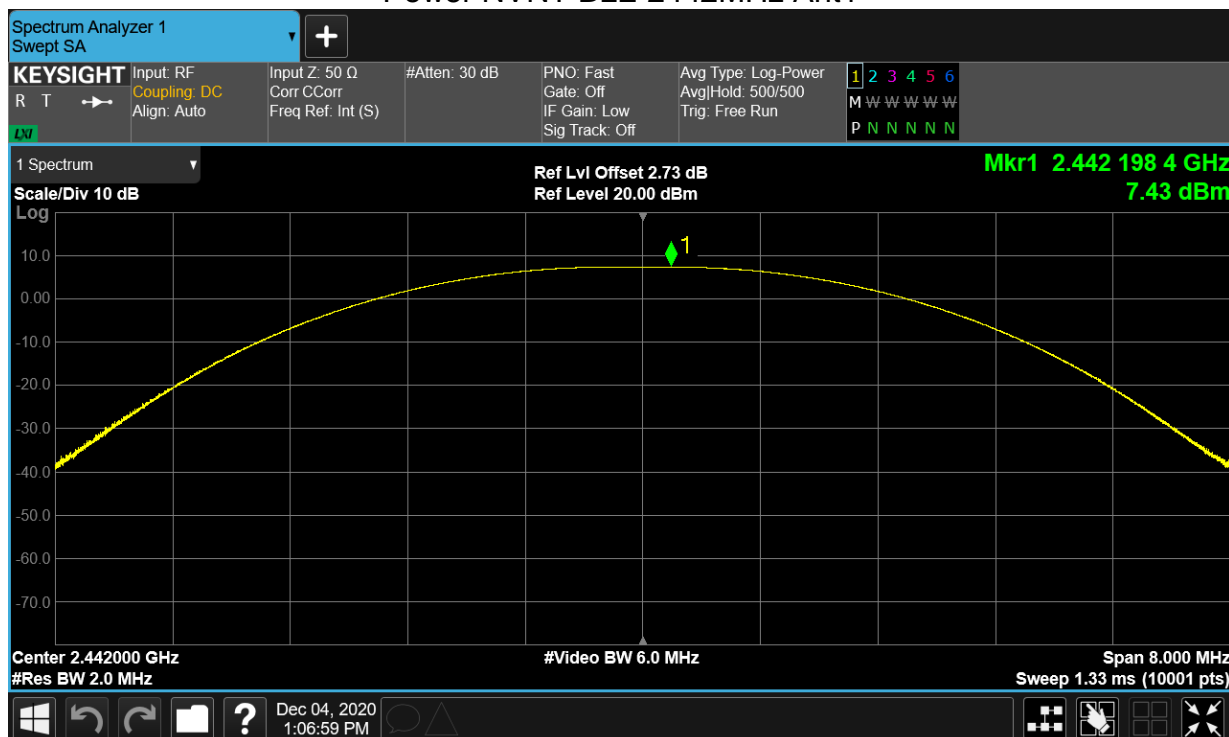 Power NVNT BLE 2442MHz Ant1
Spectrum Analyzer 1
Swept SA
KEYSIGHT
R T
LXI
Input: RF
Coupling: DC
Align: Auto
Input Z: 50 Ω
Corr CCorr
Freq Ref: Int (S)
#Atten: 30 dB
PNO: Fast
Gate: Off
IF Gain: Low
Sig Track: Off
Avg Type: Log-Power
Avg|Hold: 500/500
Trig: Free Run
1 2 3 4 5 6
M W W W W W
P N N N N N
1 Spectrum
Scale/Div 10 dB
Log
Ref Lvl Offset 2.73 dB
Ref Level 20.00 dBm
Mkr1 2.442 198 4 GHz
7.43 dBm
1
10.0
0.00
-10.0
-20.0
-30.0
-40.0
-50.0
-60.0
-70.0
Center 2.442000 GHz
#Res BW 2.0 MHz
#Video BW 6.0 MHz
Span 8.000 MHz
Sweep 1.33 ms (10001 pts)
?
Dec 04, 2020
1:06:59 PM